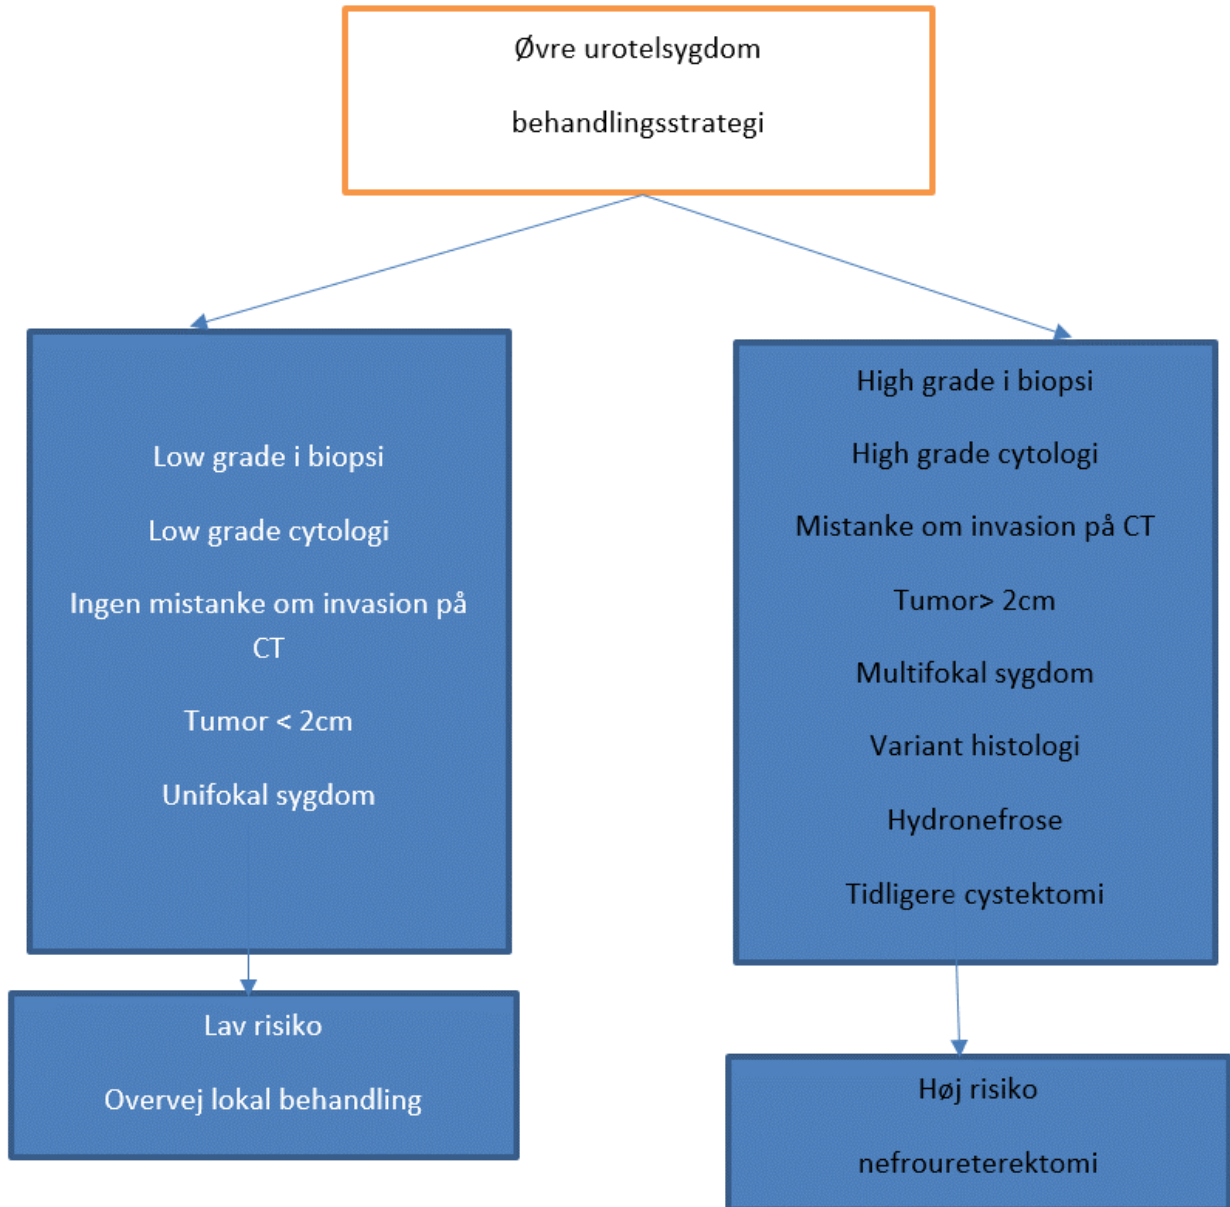 Øvre urotelsygdom
behandlingsstrategi
Low grade i biopsi
Low grade cytologi
Ingen mistanke om invasion på
CT
Tumor < 2cm
Unifokal sygdom
Lav risiko
Overvej lokal behandling
High grade i biopsi
High grade cytologi
Mistanke om invasion på CT
Tumor> 2cm
Multifokal sygdom
Variant histologi
Hydronefrose
Tidligere cystektomi
Høj risiko
nefroureterektomi